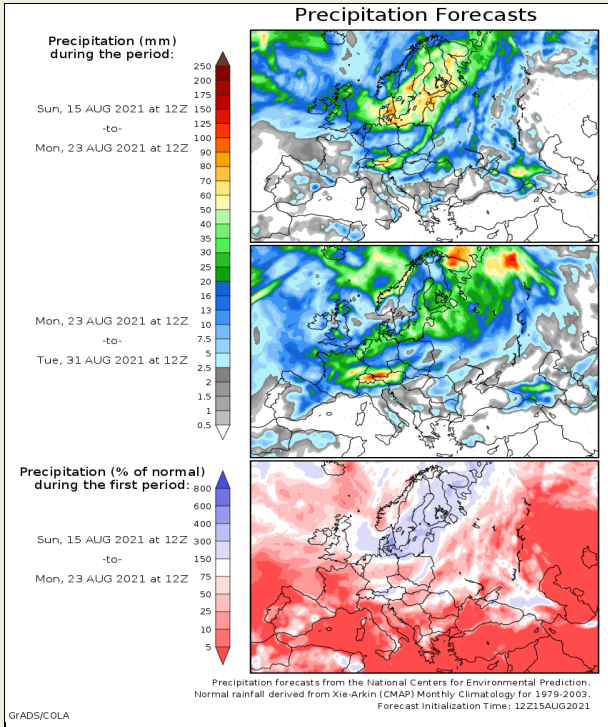 Precipitation Forecasts
Precipitation (mm)
during the period:
Sun, 15 AUG 2021 at 12Z
-to-
Mon, 23 AUG 2021 at 12Z
250
200
175
150
125
100
90
80
70
60
50
40
35
30
25
20
16
13
10
7.5
5
2.5
2
1.5
1
0.5
Mon, 23 AUG 2021 at 12Z
-to-
Tue, 31 AUG 2021 at 12Z
Precipitation (% of normal)
during the first period:
Sun, 15 AUG 2021 at 12Z
-to-
Mon, 23 AUG 2021 at 12Z
800
600
400
300
150
75
50
25
10
5
Precipitation forecasts from the National Centers for Environmental Prediction.
Normal rainfall derived from Xie-Arkin (CMAP) Monthly Climatology for 1979-2003.
Forecast Initialization Time: 12Z15AUG2021
GrADS/COLA